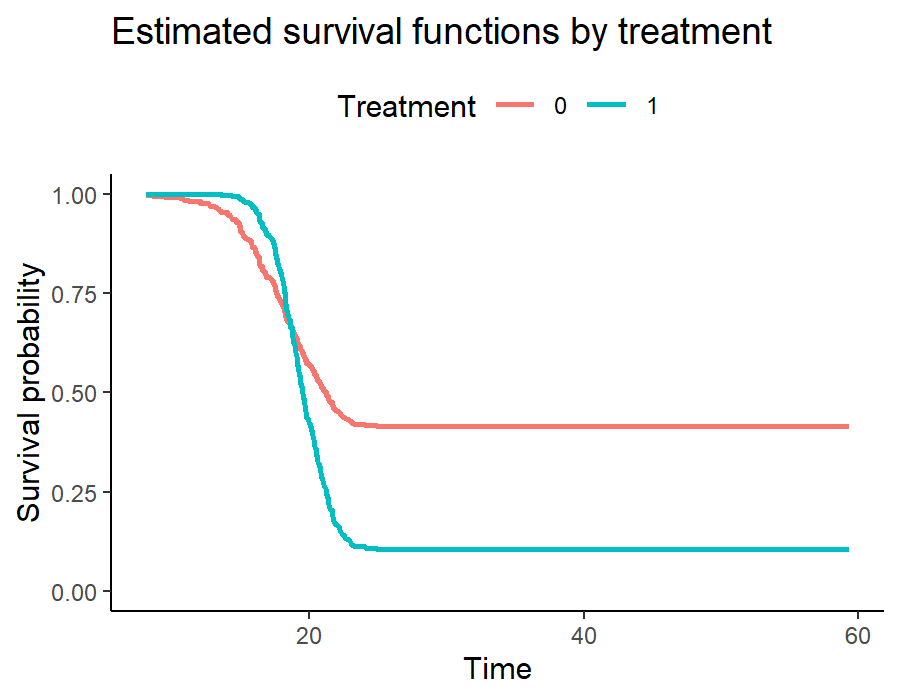 Estimated survival functions by treatment
Treatment 0 1
1.00
0.75
0.50
0.25
0.00
Survival probability
20 40 60
Time